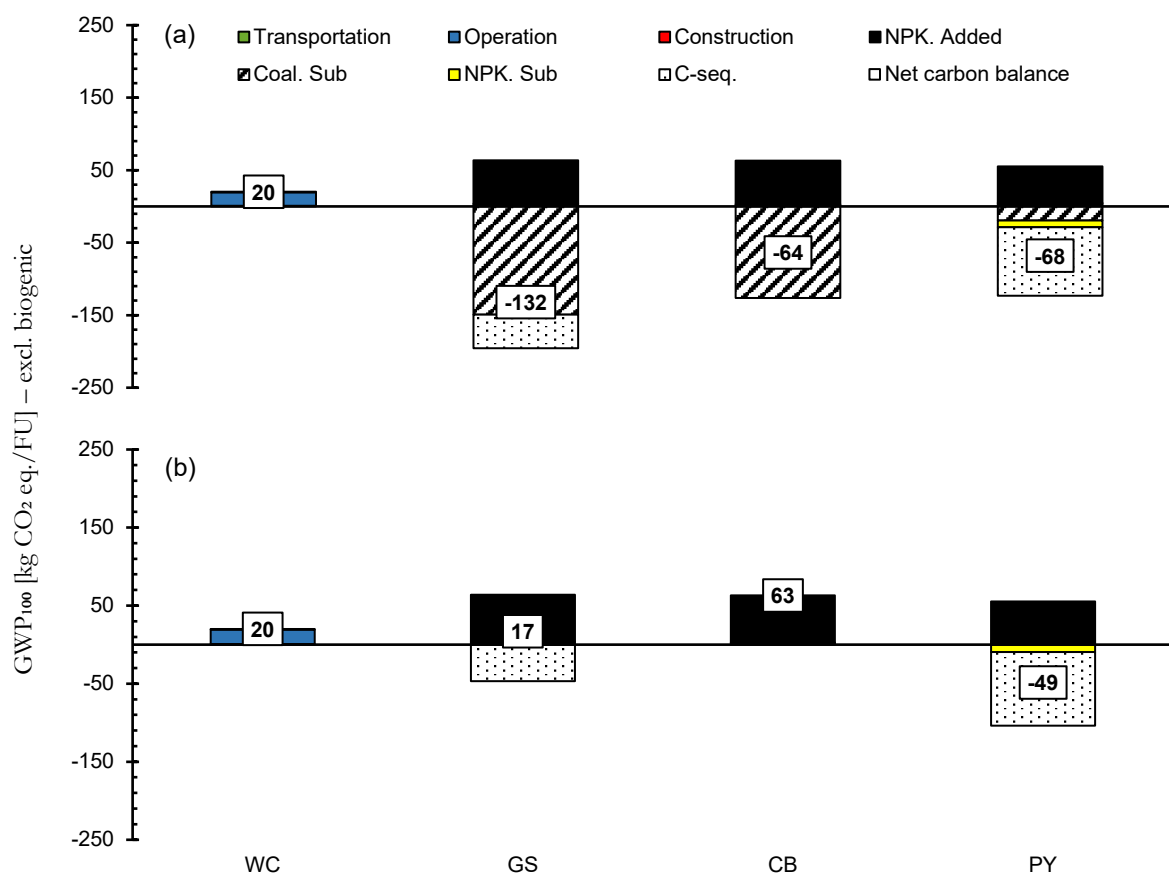 250
(a)
Transportation
Operation
Construction
NPK. Added
Coal. Sub
NPK. Sub
C-seq.
Net carbon balance
150
50
-50
-150
-250
20
-132
-64
-68
GWP₁₀₀ [kg CO₂ eq./FU] – excl. biogenic
250
(b)
150
50
-50
-150
-250
20
17
63
-49
WC
GS
CB
PY